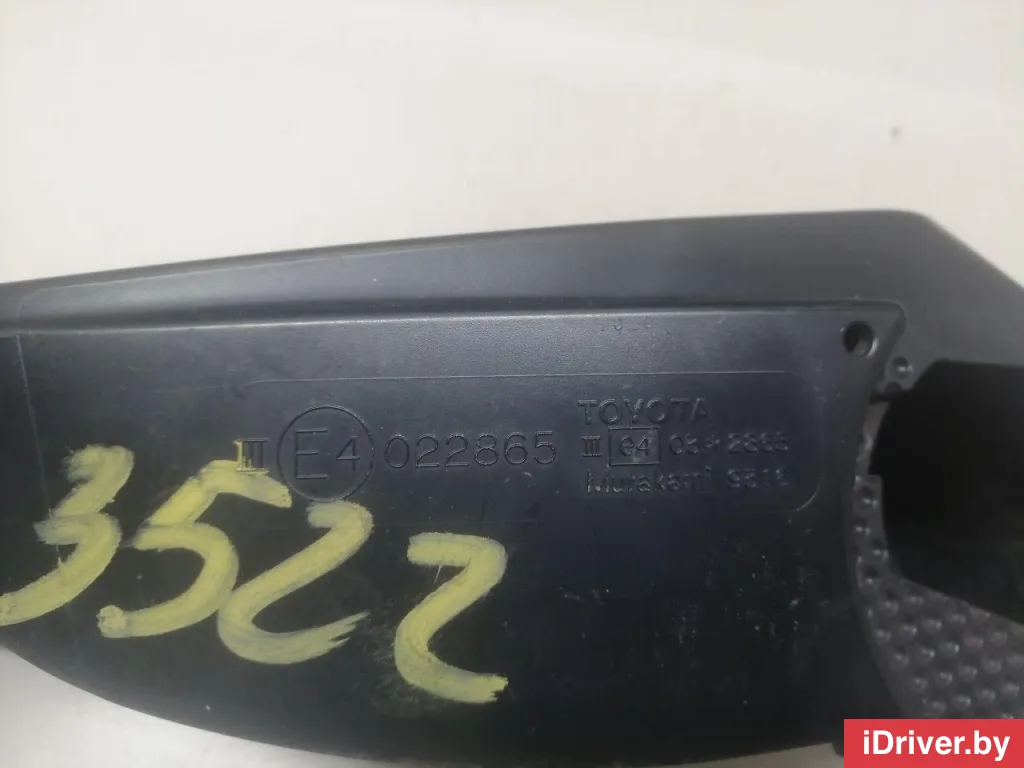 TOYOTA
III E4 022865
III e4 03*2865
Murakami
3522
iDriver.by